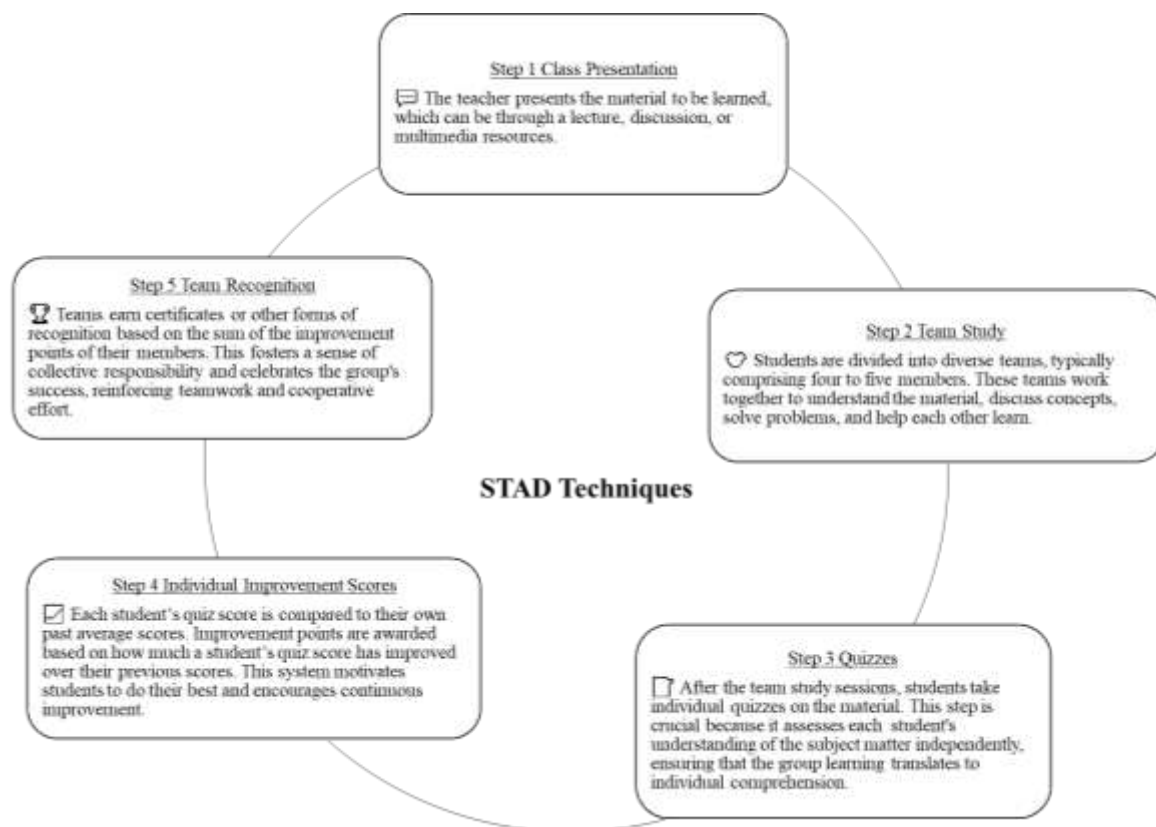 Step 1 Class Presentation
The teacher presents the material to be learned,
which can be through a lecture, discussion, or
multimedia resources.
Step 2 Team Study
Students are divided into diverse teams, typically
comprising four to five members. These teams work
together to understand the material, discuss concepts,
solve problems, and help each other learn.
Step 3 Quizzes
After the team study sessions, students take
individual quizzes on the material. This step is
crucial because it assesses each student's
understanding of the subject matter independently,
ensuring that the group learning translates to
individual comprehension.
Step 4 Individual Improvement Scores
Each student's quiz score is compared to their own
past average scores. Improvement points are awarded
based on how much a student's quiz score has improved
over their previous scores. This system motivates
students to do their best and encourages continuous
improvement.
Step 5 Team Recognition
Teams earn certificates or other forms of
recognition based on the sum of the improvement
points of their members. This fosters a sense of
collective responsibility and celebrates the group's
success, reinforcing teamwork and cooperative
effort.
STAD Techniques